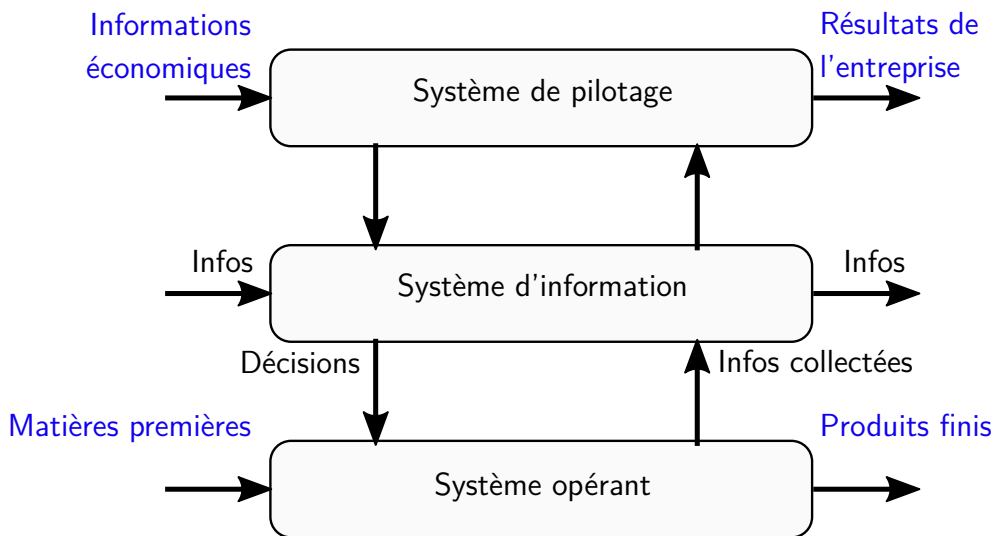 Informations
économiques
Résultats de
l'entreprise
Système de pilotage
Infos
Système d'information
Infos
Décisions
Infos collectées
Matières premières
Produits finis
Système opérant